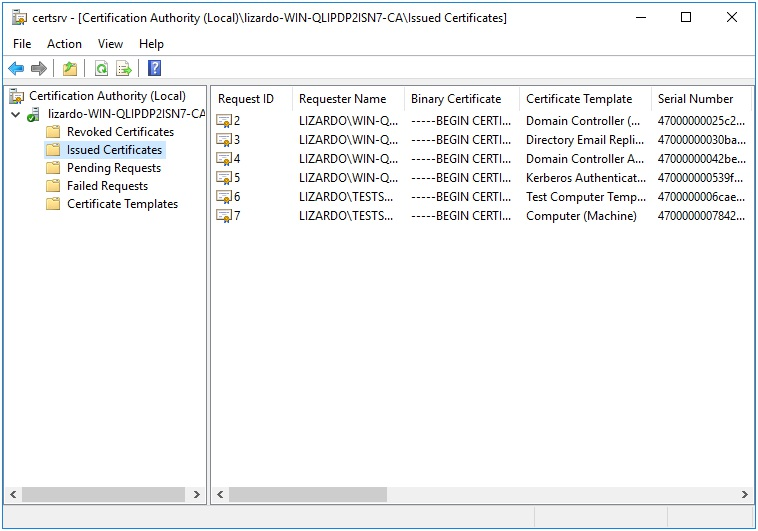 certsrv - [Certification Authority (Local)\lizardo-WIN-QLIPDP2ISN7-CA\Issued Certificates]
File Action View Help
Certification Authority (Local)
lizardo-WIN-QLIPDP2ISN7-CA
Revoked Certificates
Issued Certificates
Pending Requests
Failed Requests
Certificate Templates
Request ID Requester Name Binary Certificate Certificate Template Serial Number
2 LIZARDO\WIN-Q... -----BEGIN CERTI... Domain Controller (... 47000000025c2...
3 LIZARDO\WIN-Q... -----BEGIN CERTI... Directory Email Repli... 47000000030ba...
4 LIZARDO\WIN-Q... -----BEGIN CERTI... Domain Controller A... 47000000042be...
5 LIZARDO\WIN-Q... -----BEGIN CERTI... Kerberos Authenticat... 4700000000539f...
6 LIZARDO\TESTS... -----BEGIN CERTI... Test Computer Temp... 4700000006cae...
7 LIZARDO\TESTS... -----BEGIN CERTI... Computer (Machine) 4700000007842...